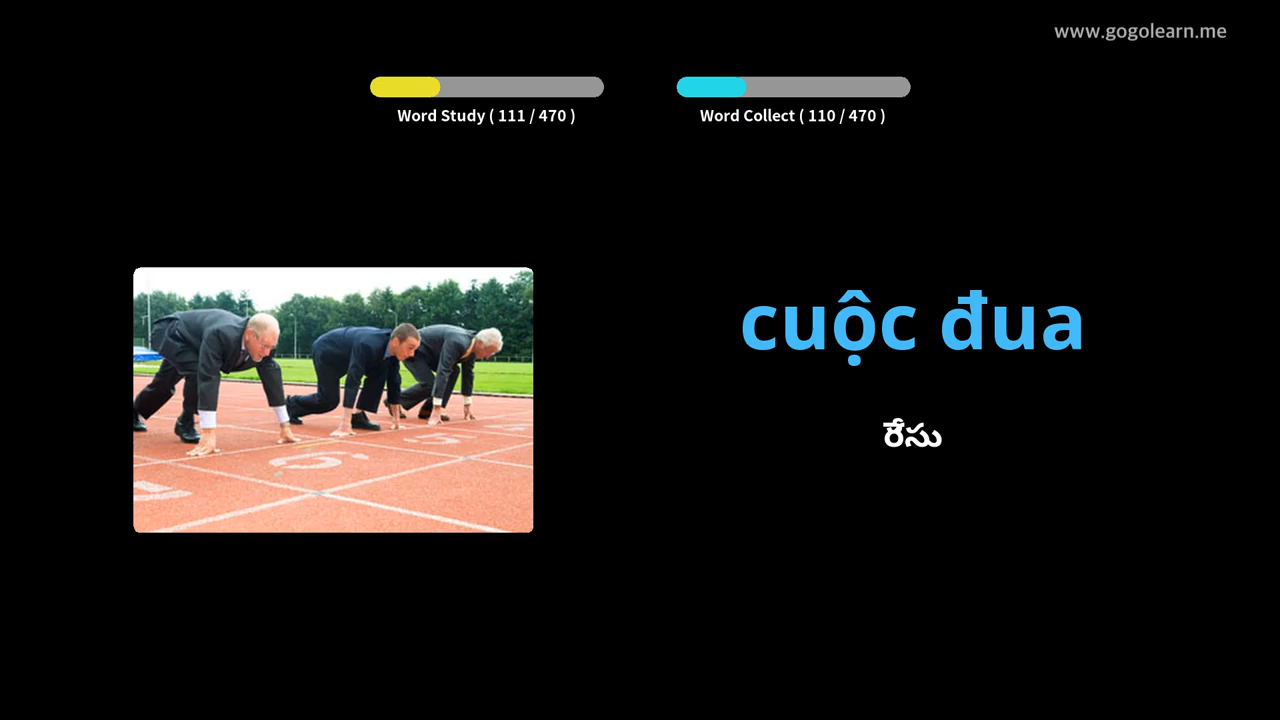 www.gogolearn.me
Word Study ( 111 / 470 )
Word Collect ( 110 / 470 )
cuộc đua
రేసు